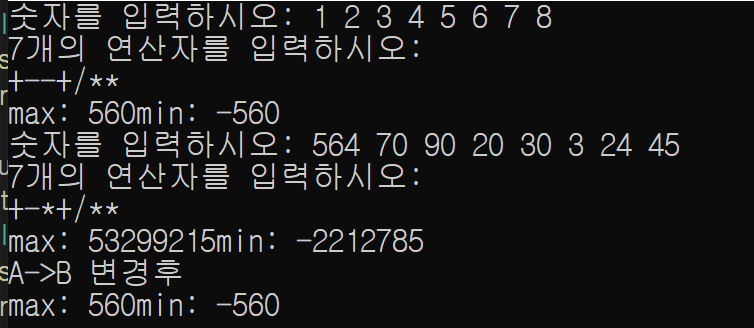 숫자를 입력하시오: 1 2 3 4 5 6 7 8
7개의 연산자를 입력하시오:
+--+/**
max: 560min: -560
숫자를 입력하시오: 564 70 90 20 30 3 24 45
7개의 연산자를 입력하시오:
+-*+/**
max: 53299215min: -2212785
A->B 변경후
max: 560min: -560